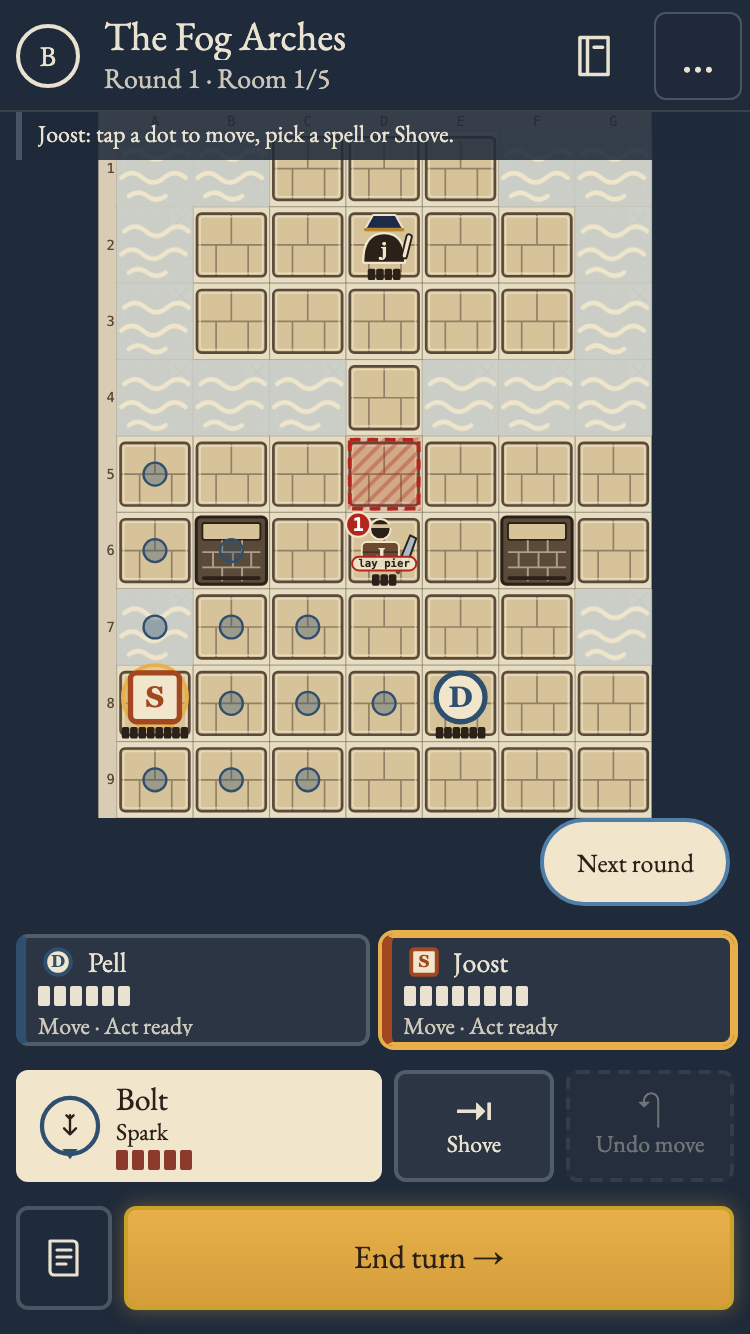 B
The Fog Arches
Round 1 · Room 1/5
...
Joost: tap a dot to move, pick a spell or Shove.
A B C D E F G
1
2
j
3
4
5
6
1
lay pier
7
8
S
D
9
Next round
D Pell
Move · Act ready
S Joost
Move · Act ready
Bolt
Spark
Shove
Undo move
End turn →